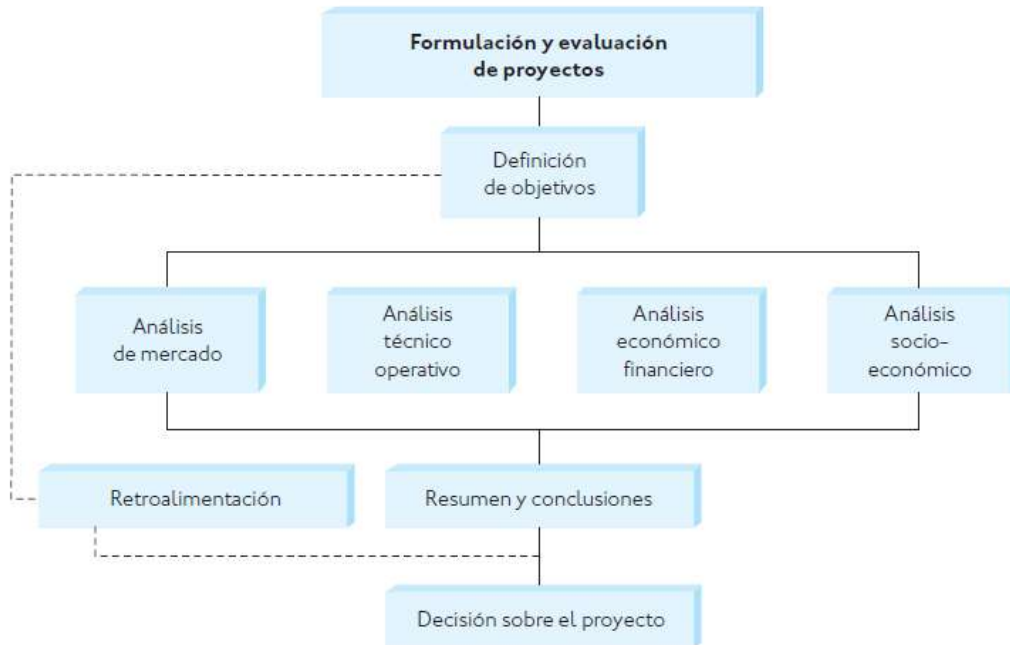 Formulación y evaluación
de proyectos
Definición
de objetivos
Análisis
de mercado
Análisis
técnico
operativo
Análisis
económico
financiero
Análisis
socio-
económico
Retroalimentación
Resumen y conclusiones
Decisión sobre el proyecto